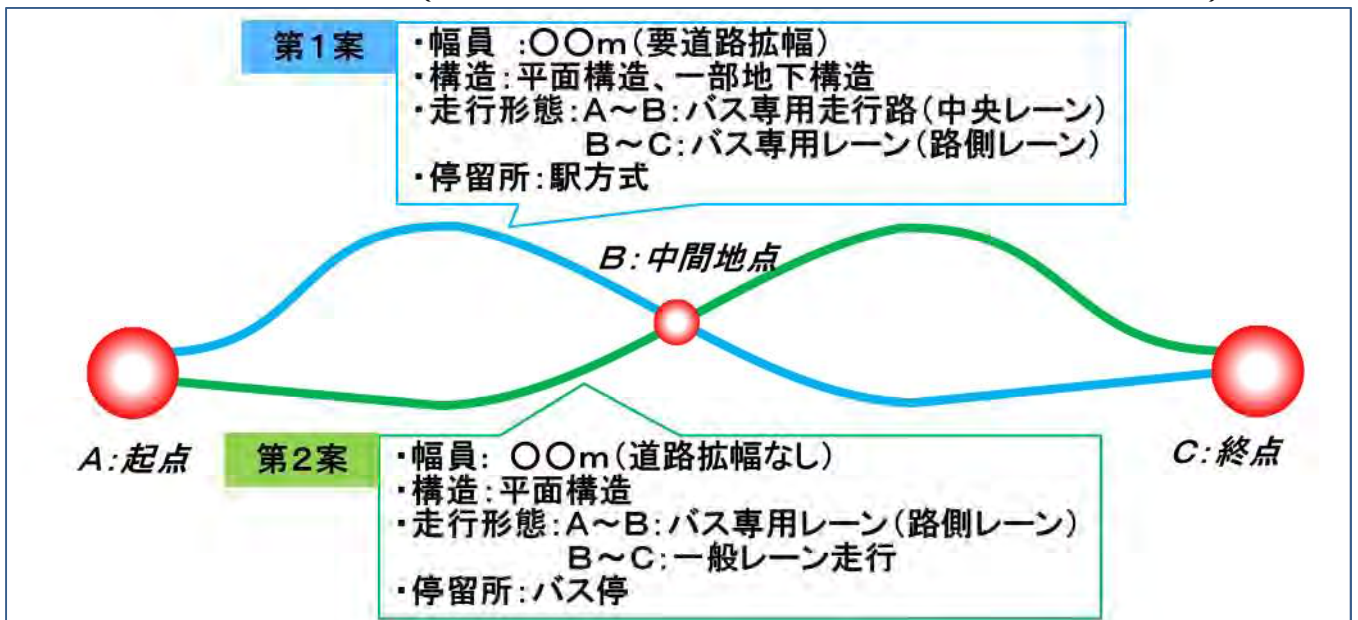 第1案
・幅員 :〇〇m(要道路拡幅)
・構造:平面構造、一部地下構造
・走行形態:A～B:バス専用走行路(中央レーン)
B～C:バス専用レーン(路側レーン)
・停留所:駅方式
B:中間地点
A:起点
C:終点
第2案
・幅員: 〇〇m(道路拡幅なし)
・構造:平面構造
・走行形態:A～B:バス専用レーン(路側レーン)
B～C:一般レーン走行
・停留所:バス停